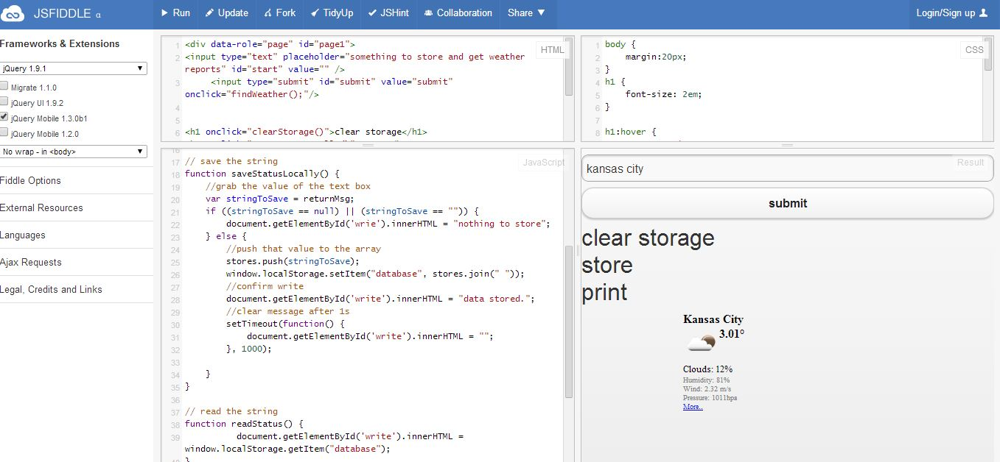 JSFIDDLE α
Run
Update
Fork
TidyUp
JSHint
Collaboration
Share ▼
Login/Sign up
Frameworks & Extensions
jQuery 1.9.1
Migrate 1.1.0
jQuery UI 1.9.2
jQuery Mobile 1.3.0b1
jQuery Mobile 1.2.0
No wrap - in <body>
Fiddle Options
External Resources
Languages
Ajax Requests
Legal, Credits and Links
HTML
1 <div data-role="page" id="page1">
2 <input type="text" placeholder="something to store and get weather
reports" id="start" value="" />
3 <input type="submit" id="submit" value="submit"
onclick="findWeather();"/>
4
5
6 <h1 onclick="clearStorage()">clear storage</h1>
CSS
1 body {
2 margin:20px;
3 }
4 h1 {
5 font-size: 2em;
6 }
7
8 h1:hover {
JavaScript
16
17 // save the string
18 function saveStatusLocally() {
19 //grab the value of the text box
20 var stringToSave = returnMsg;
21 if ((stringToSave == null) || (stringToSave == "")) {
22 document.getElementById('wrie').innerHTML = "nothing to store";
23 } else {
24 //push that value to the array
25 stores.push(stringToSave);
26 window.localStorage.setItem("database", stores.join(" "));
27 //confirm write
28 document.getElementById('write').innerHTML = "data stored.";
29 //clear message after 1s
30 setTimeout(function() {
31 document.getElementById('write').innerHTML = "";
32 }, 1000);
33
34 }
35 }
36
37 // read the string
38 function readStatus() {
39 document.getElementById('write').innerHTML =
window.localStorage.getItem("database");
Result
kansas city
submit
clear storage
store
print
Kansas City
3.01°
Clouds: 12%
Humidity: 81%
Wind: 2.32 m/s
Pressure: 1011hpa
More..